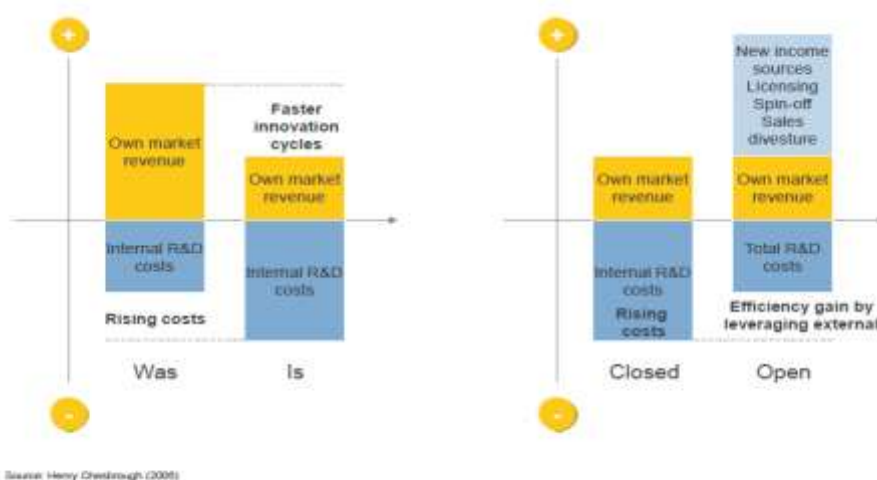 +
Own market
revenue
Internal R&D
costs
Rising costs
Was
Faster
innovation
cycles
Own market
revenue
Internal R&D
costs
Is
-
+
Own market
revenue
Internal R&D
costs
Rising
costs
Closed
New income
sources
Licensing
Spin-off
Sales
divesture
Own market
revenue
Total R&D
costs
Efficiency gain by
leveraging external
Open
-
Source: Henry Chesbrough (2006)